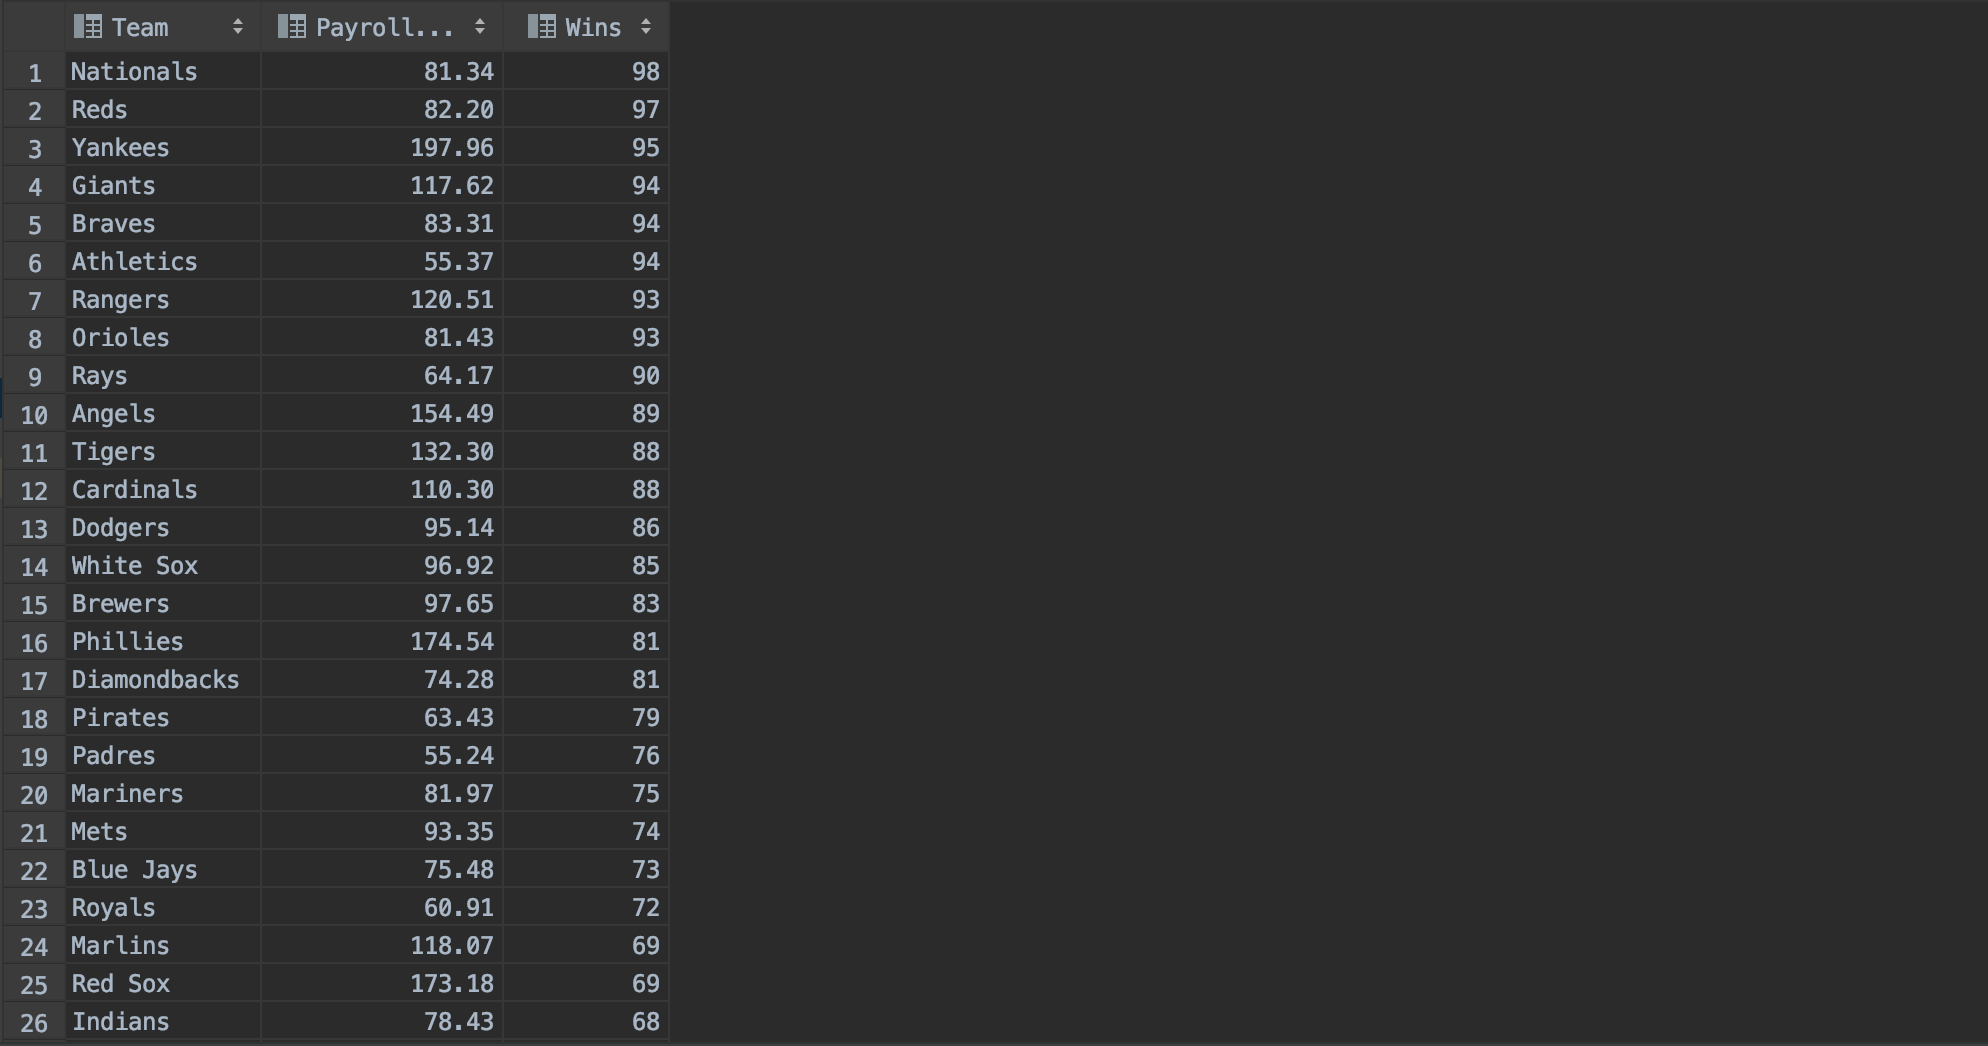 Team Payroll... Wins
1 Nationals 81.34 98
2 Reds 82.20 97
3 Yankees 197.96 95
4 Giants 117.62 94
5 Braves 83.31 94
6 Athletics 55.37 94
7 Rangers 120.51 93
8 Orioles 81.43 93
9 Rays 64.17 90
10 Angels 154.49 89
11 Tigers 132.30 88
12 Cardinals 110.30 88
13 Dodgers 95.14 86
14 White Sox 96.92 85
15 Brewers 97.65 83
16 Phillies 174.54 81
17 Diamondbacks 74.28 81
18 Pirates 63.43 79
19 Padres 55.24 76
20 Mariners 81.97 75
21 Mets 93.35 74
22 Blue Jays 75.48 73
23 Royals 60.91 72
24 Marlins 118.07 69
25 Red Sox 173.18 69
26 Indians 78.43 68